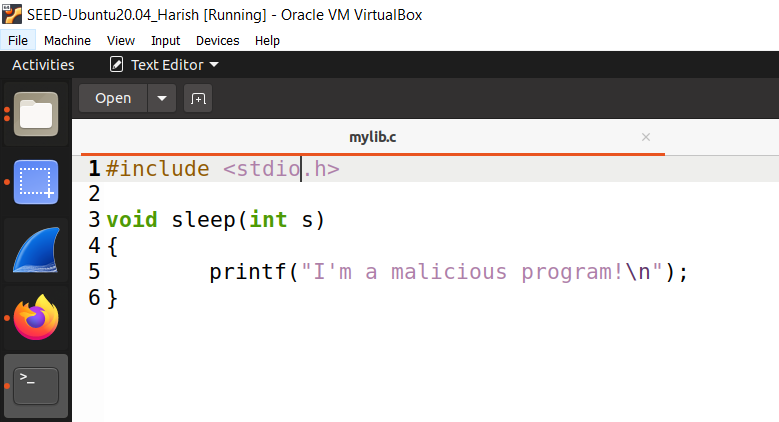 SEED-Ubuntu20.04_Harish [Running] - Oracle VM VirtualBox
File Machine View Input Devices Help
Activities Text Editor
Open
mylib.c ×
1 #include <stdio.h>
2
3 void sleep(int s)
4 {
5         printf("I'm a malicious program!\n");
6 }
>_